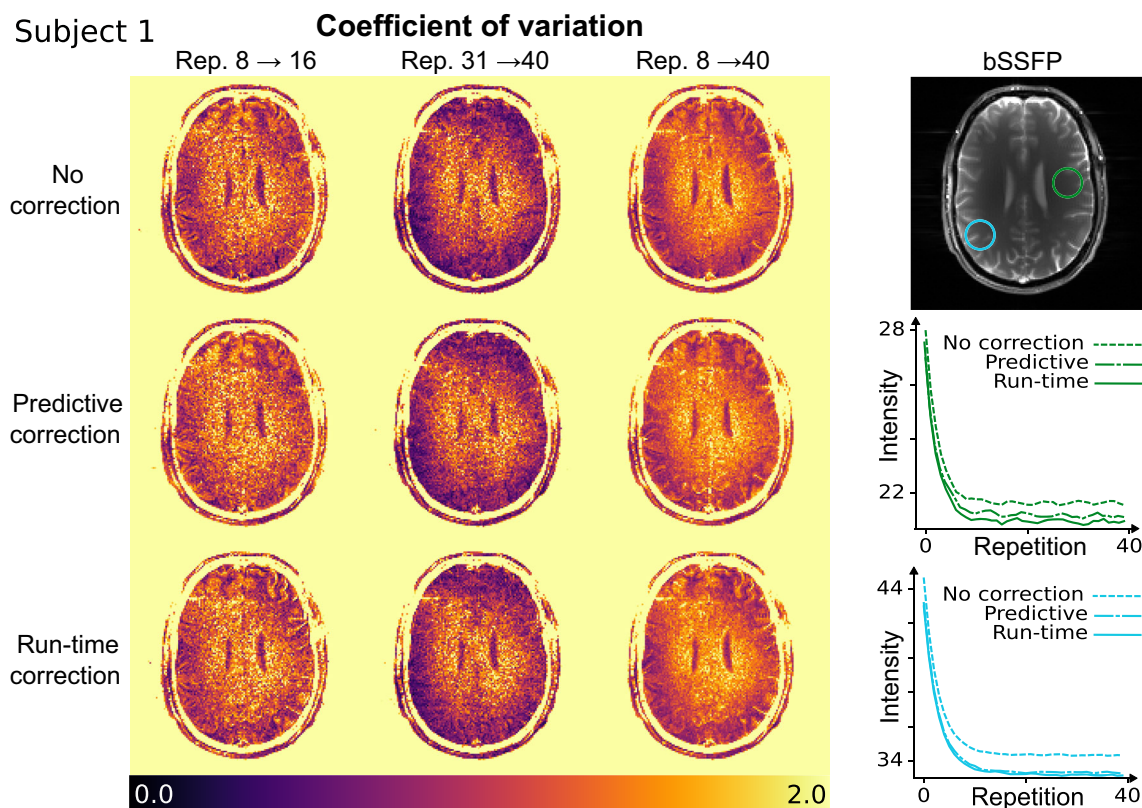 Subject 1
Coefficient of variation
Rep. 8 → 16
Rep. 31 →40
Rep. 8 →40
bSSFP
No
correction
Predictive
correction
Run-time
correction
0.0
2.0
28
22
Intensity
No correction
Predictive
Run-time
0
Repetition
40
44
34
Intensity
No correction
Predictive
Run-time
0
Repetition
40